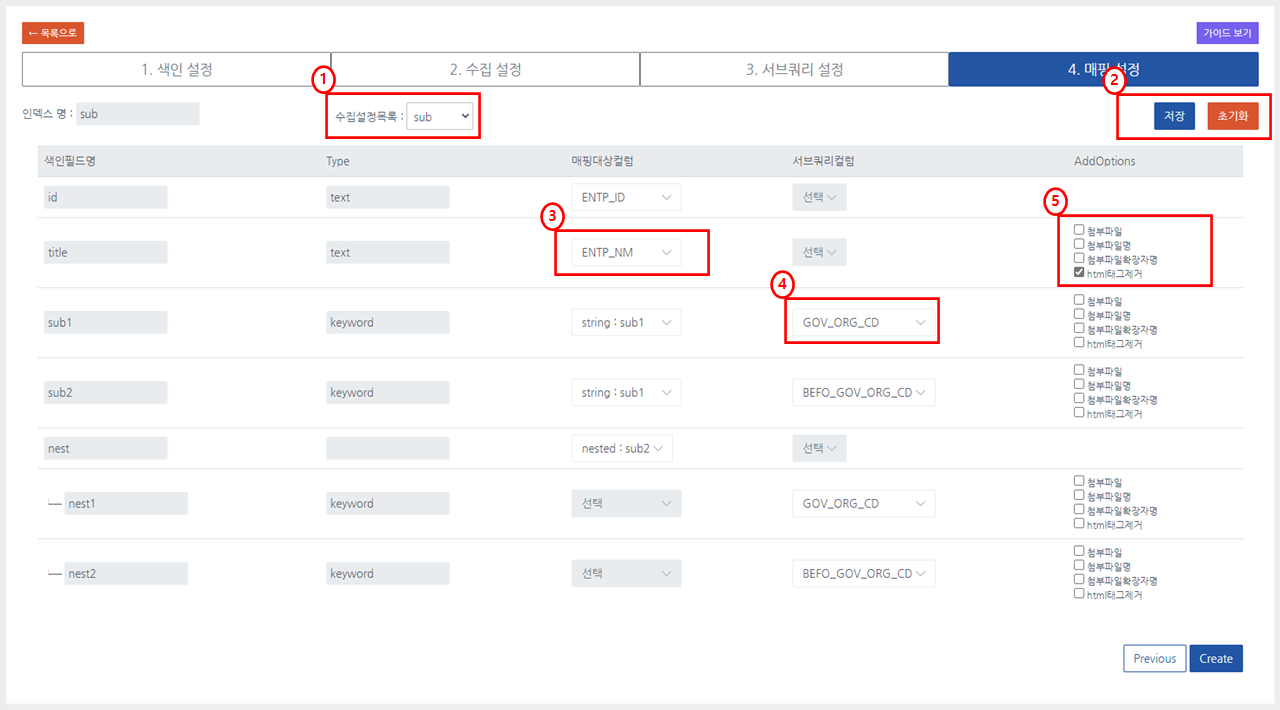 ← 목록으로
가이드 보기
1. 색인 설정
2. 수집 설정
3. 서브쿼리 설정
4. 매핑 설정
1
2
인덱스 명 : sub
수집설정목록 : sub
저장 초기화
색인필드명 Type 매핑대상컬럼 서브쿼리컬럼 AddOptions
id text ENTP_ID 선택
3
5
title text ENTP_NM 선택
첨부파일
첨부파일명
첨부파일확장자명
html태그제거
4
sub1 keyword string : sub1 GOV_ORG_CD
첨부파일
첨부파일명
첨부파일확장자명
html태그제거
sub2 keyword string : sub1 BEFO_GOV_ORG_CD
첨부파일
첨부파일명
첨부파일확장자명
html태그제거
nest nested : sub2 선택
nest1 keyword 선택 GOV_ORG_CD
첨부파일
첨부파일명
첨부파일확장자명
html태그제거
nest2 keyword 선택 BEFO_GOV_ORG_CD
첨부파일
첨부파일명
첨부파일확장자명
html태그제거
Previous Create